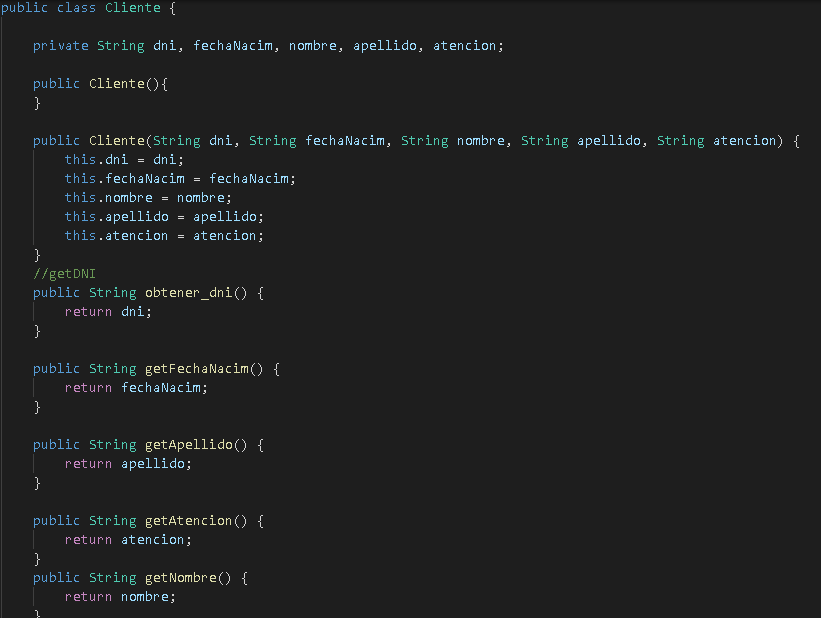 public class Cliente {
private String dni, fechaNacim, nombre, apellido, atencion;
public Cliente(){
}
public Cliente(String dni, String fechaNacim, String nombre, String apellido, String atencion) {
this.dni = dni;
this.fechaNacim = fechaNacim;
this.nombre = nombre;
this.apellido = apellido;
this.atencion = atencion;
}
//getDNI
public String obtener_dni() {
return dni;
}
public String getFechaNacim() {
return fechaNacim;
}
public String getApellido() {
return apellido;
}
public String getAtencion() {
return atencion;
}
public String getNombre() {
return nombre;
}